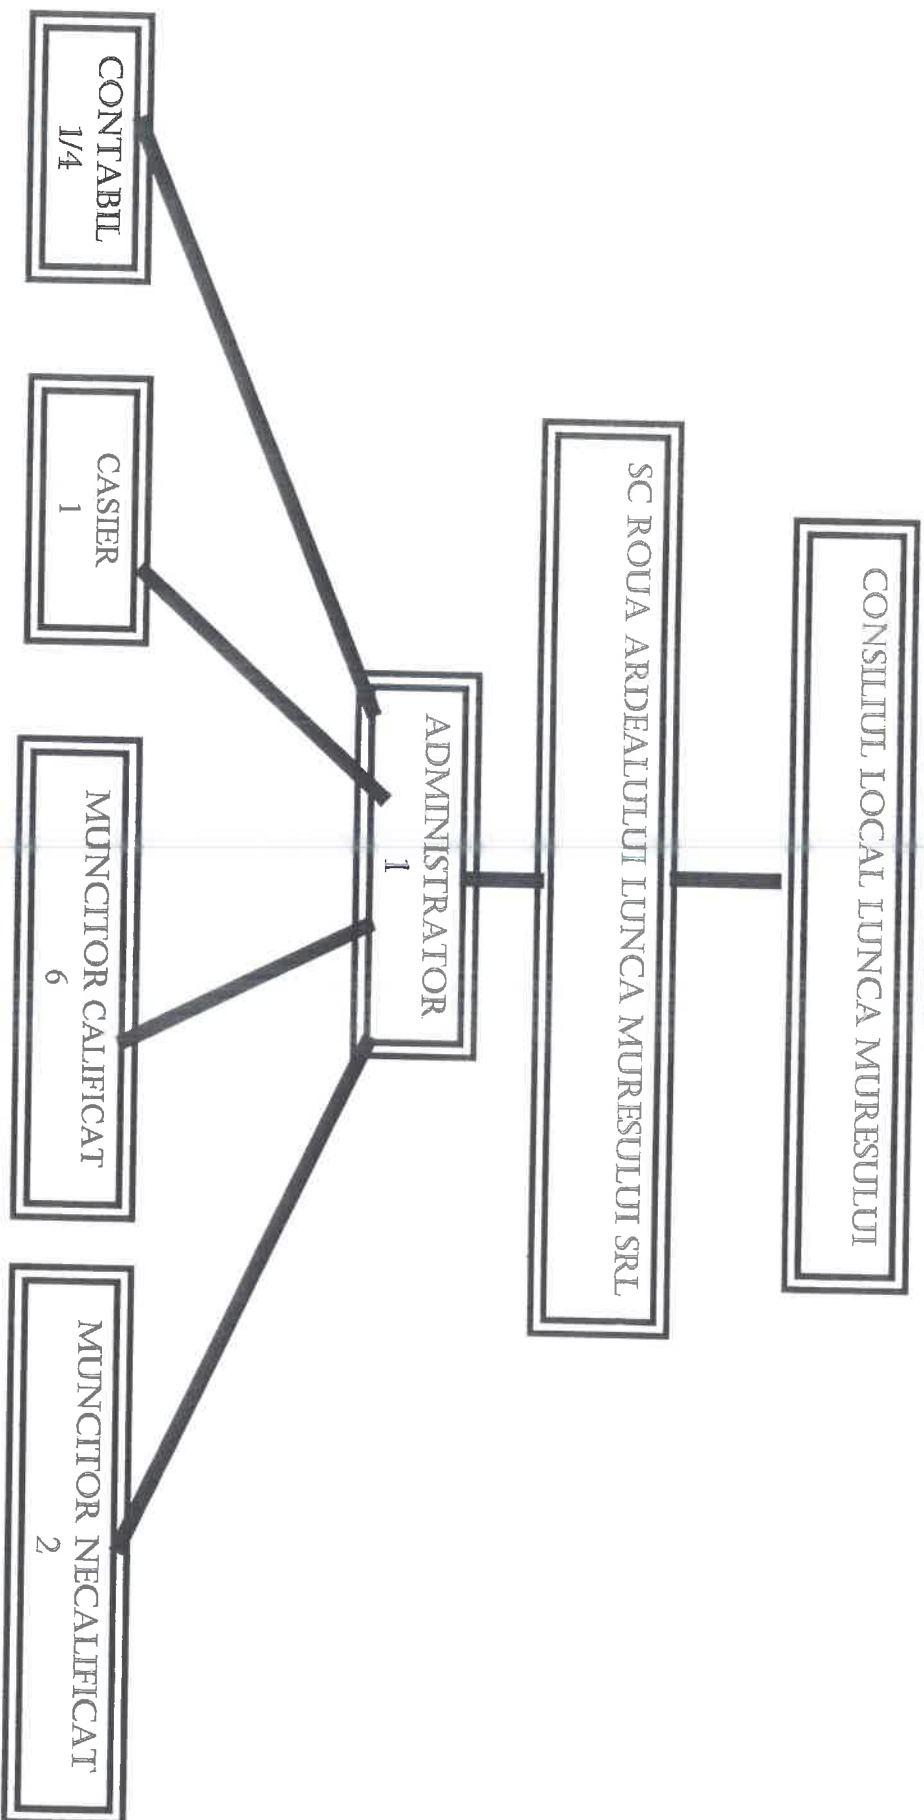 CONSILIUL LOCAL LUNCA MURESULUI
SC ROUA ARDEALULUI LUNCA MURESULUI SRL
ADMINISTRATOR
1
CONTABIL
1/4
CASIER
1
MUNCITOR CALIFICAT
6
MUNCITOR NECALIFICAT
2